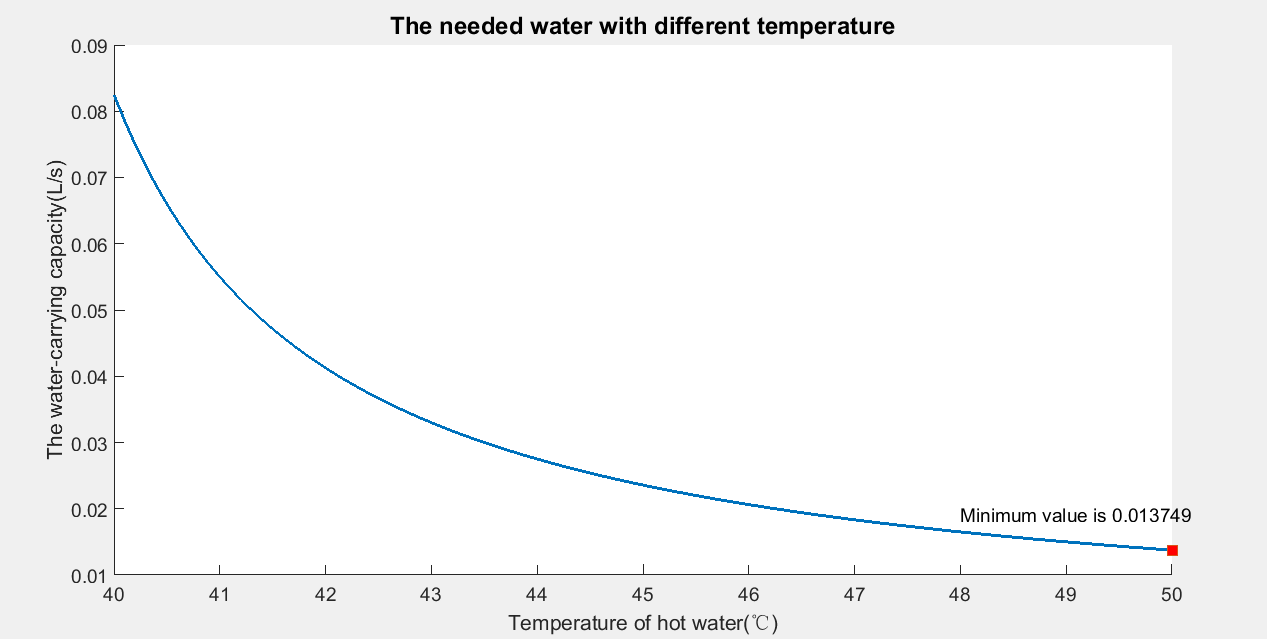 The needed water with different temperature
0.09
0.08
0.07
0.06
0.05
0.04
0.03
0.02
0.01
The water-carrying capacity(L/s)
Minimum value is 0.013749
40 41 42 43 44 45 46 47 48 49 50
Temperature of hot water(℃)